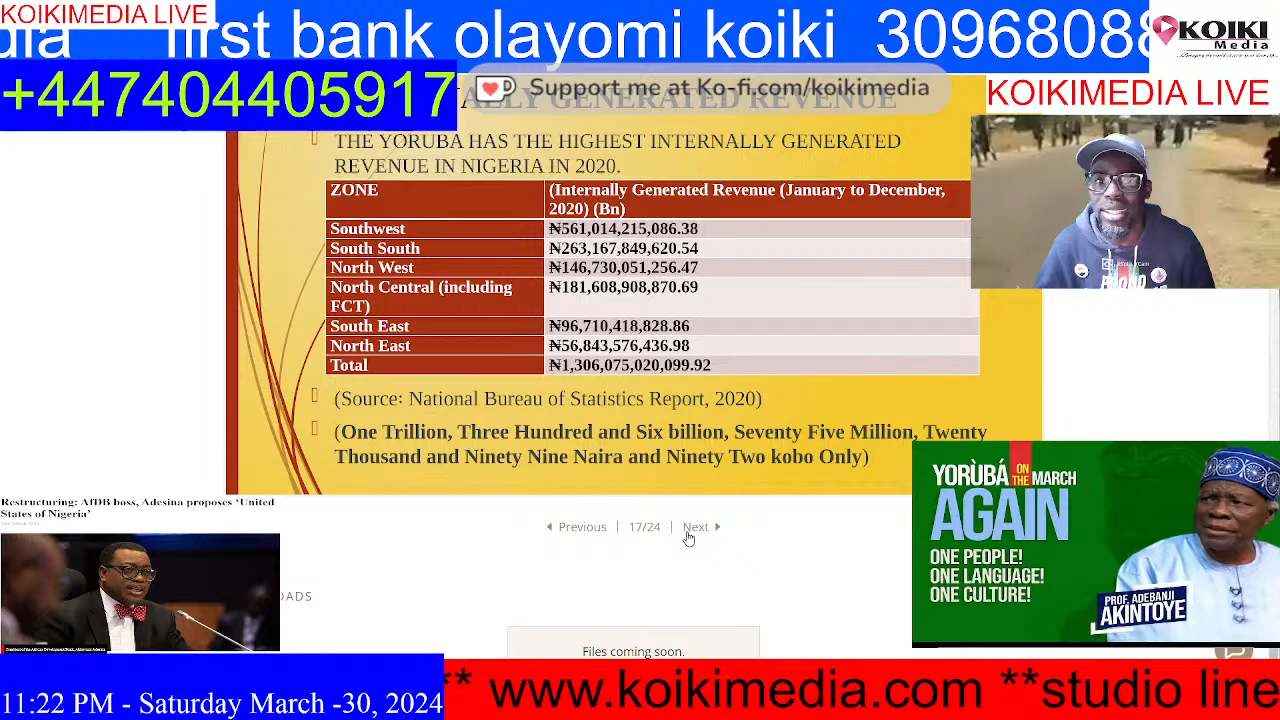 KOIKIMEDIA LIVE
dia first bank olayomi koiki 30968088
KOIKI
Media
+447404405917
Support me at Ko-fi.com/koikimedia
KOIKIMEDIA LIVE
ALLY GENERATED REVENUE
THE YORUBA HAS THE HIGHEST INTERNALLY GENERATED
REVENUE IN NIGERIA IN 2020.
ZONE (Internally Generated Revenue (January to December,
2020) (Bn)
Southwest ₦561,014,215,086.38
South South ₦263,167,849,620.54
North West ₦146,730,051,256.47
North Central (including ₦181,608,908,870.69
FCT)
South East ₦96,710,418,828.86
North East ₦56,843,576,436.98
Total ₦1,306,075,020,099.92
(Source: National Bureau of Statistics Report, 2020)
(One Trillion, Three Hundred and Six billion, Seventy Five Million, Twenty
Thousand and Ninety Nine Naira and Ninety Two kobo Only)
Restructuring: AfDB boss, Adesina proposes ‘United
States of Nigeria’
Previous | 17/24 | Next
OADS
Files coming soon.
YORÙBÁ ON THE MARCH
AGAIN
ONE PEOPLE!
ONE LANGUAGE!
ONE CULTURE!
PROF. ADEBANJI
AKINTOYE
11:22 PM - Saturday March -30, 2024
** www.koikimedia.com **studio line